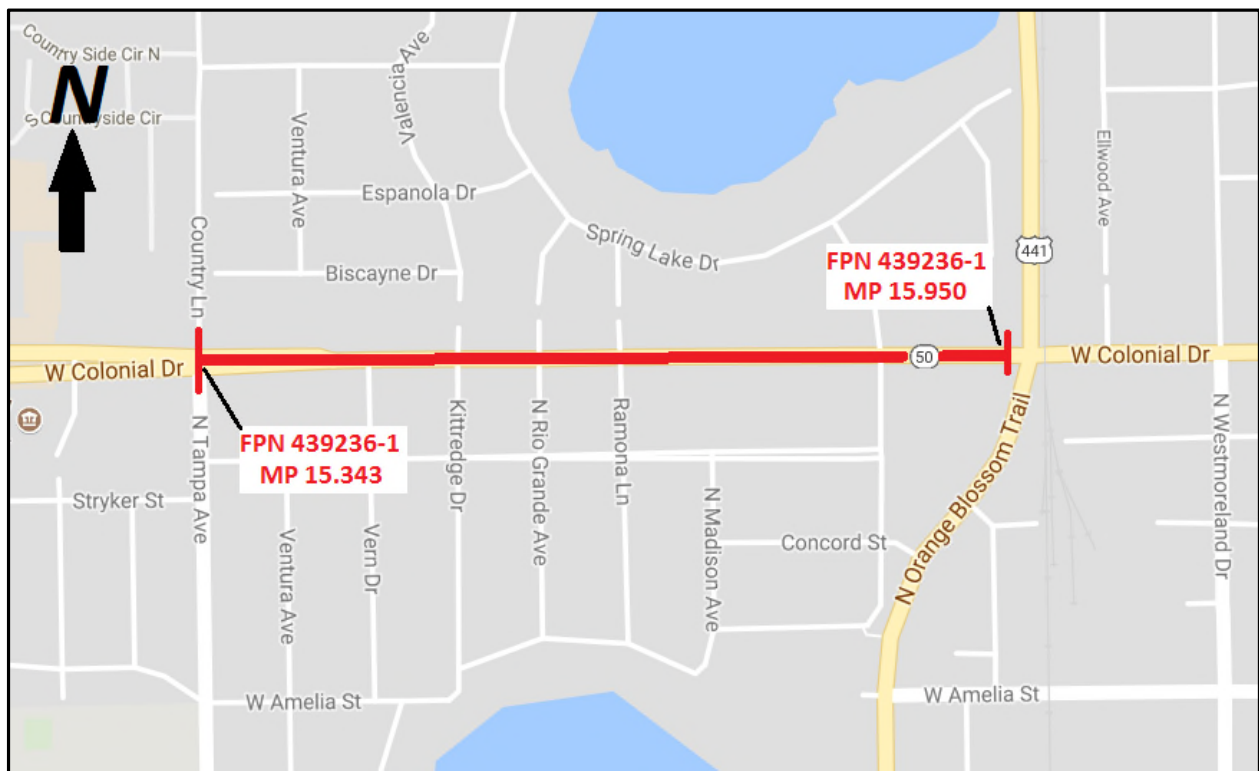 Country Side Cir N
N
S Countryside Cir
Valencia Ave
Ventura Ave
Ellwood Ave
Espanola Dr
Country Ln
Spring Lake Dr
441
Biscayne Dr
FPN 439236-1
MP 15.950
W Colonial Dr
50
W Colonial Dr
N Tampa Ave
FPN 439236-1
MP 15.343
Kittredge Dr
N Rio Grande Ave
Ramona Ln
N Orange Blossom Trail
N Westmoreland Dr
Stryker St
Ventura Ave
Vern Dr
N Madison Ave
Concord St
W Amelia St
W Amelia St